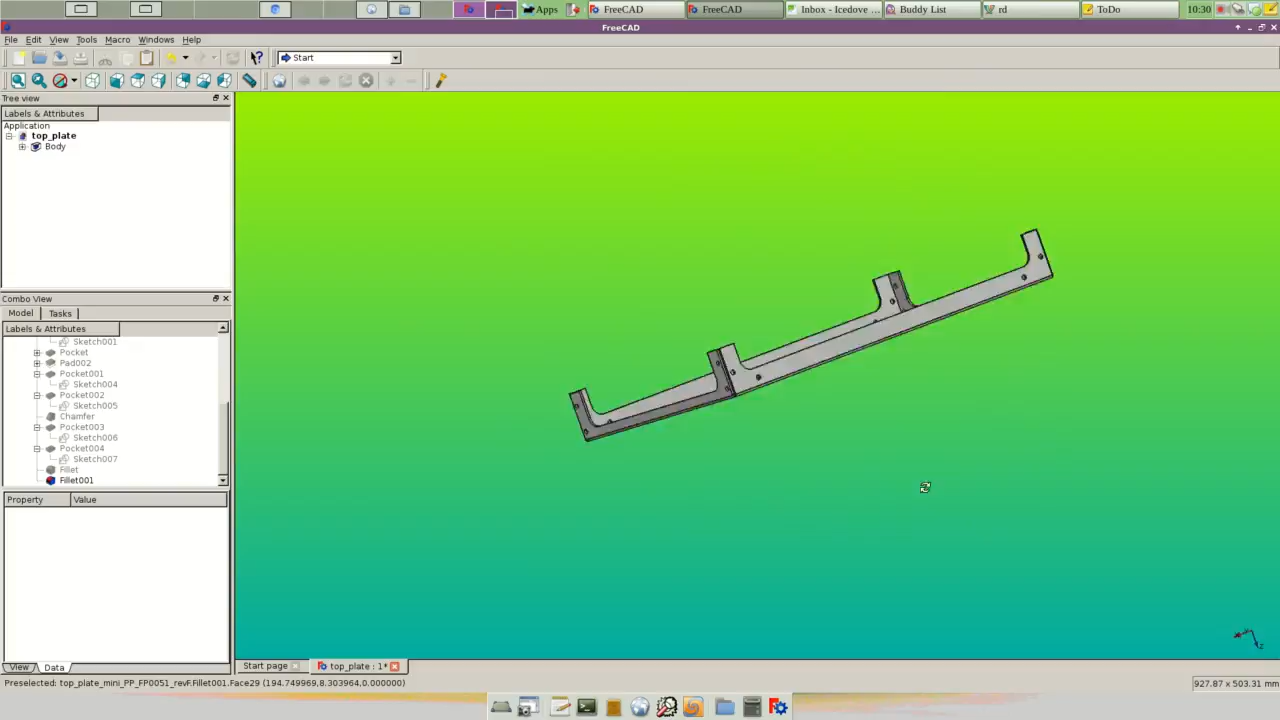 Apps
FreeCAD
FreeCAD
Inbox - Icedove ...
Buddy List
rd
ToDo
10:30
FreeCAD
File Edit View Tools Macro Windows Help
Start
Tree view
Labels & Attributes
Application
top_plate
Body
Combo View
Model Tasks
Labels & Attributes
Sketch001
Pocket
Pad002
Pocket001
Sketch004
Pocket002
Sketch005
Chamfer
Pocket003
Sketch006
Pocket004
Sketch007
Fillet
Fillet001
Property Value
View Data
Start page
top_plate : 1*
Preselected: top_plate_mini_PP_FP0051_revF.Fillet001.Face29 (194.749969,8.303964,0.000000)
927.87 x 503.31 mm